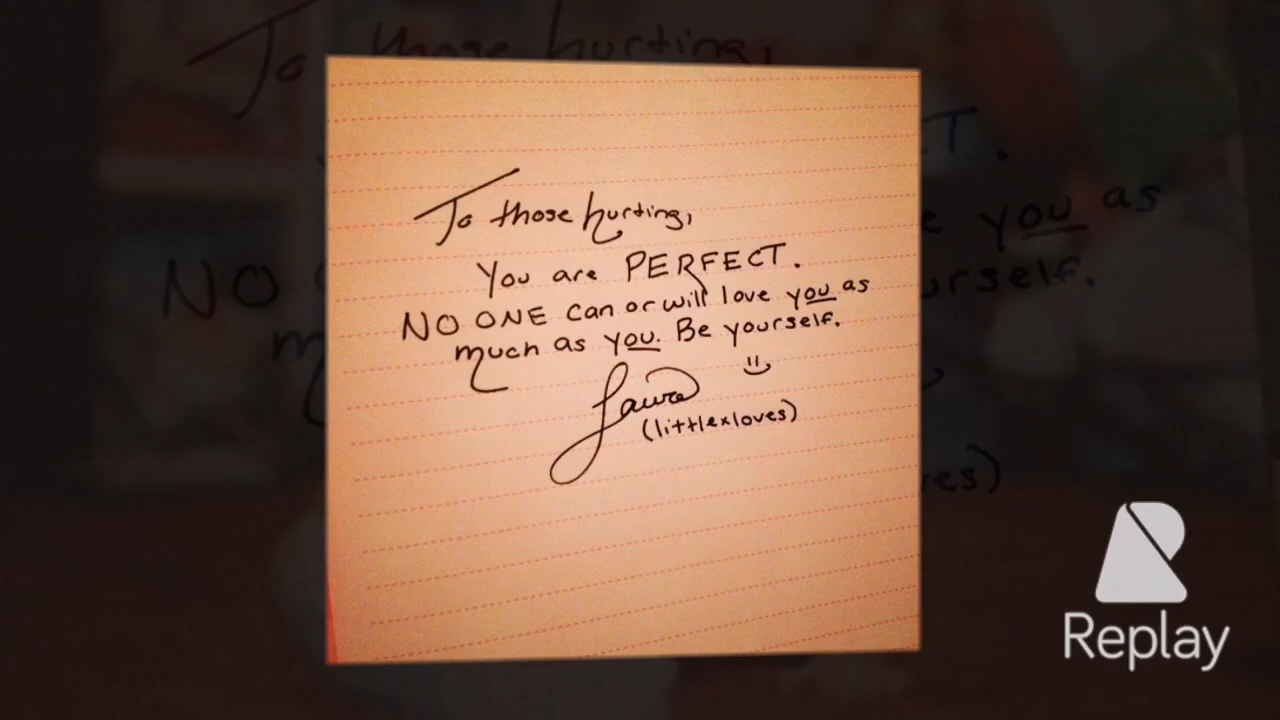 To those hurting,
You are PERFECT.
NO ONE can or will love you as
much as you. Be yourself.
Laura
(littlexloves)
Replay